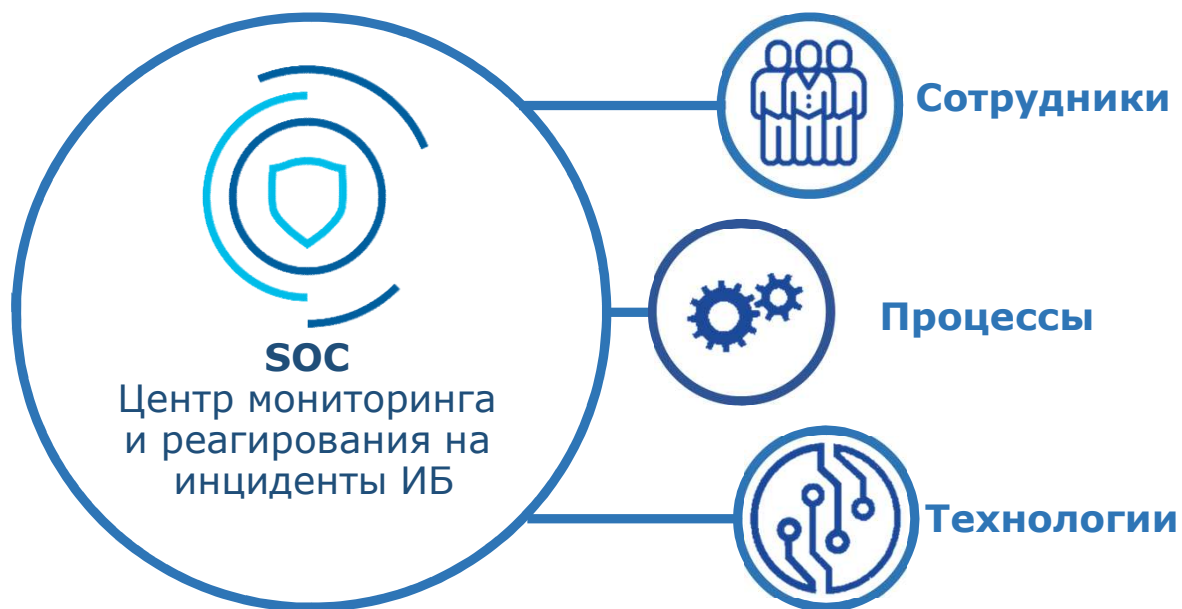 Сотрудники
Процессы
SOC
Центр мониторинга
и реагирования на
инциденты ИБ
Технологии